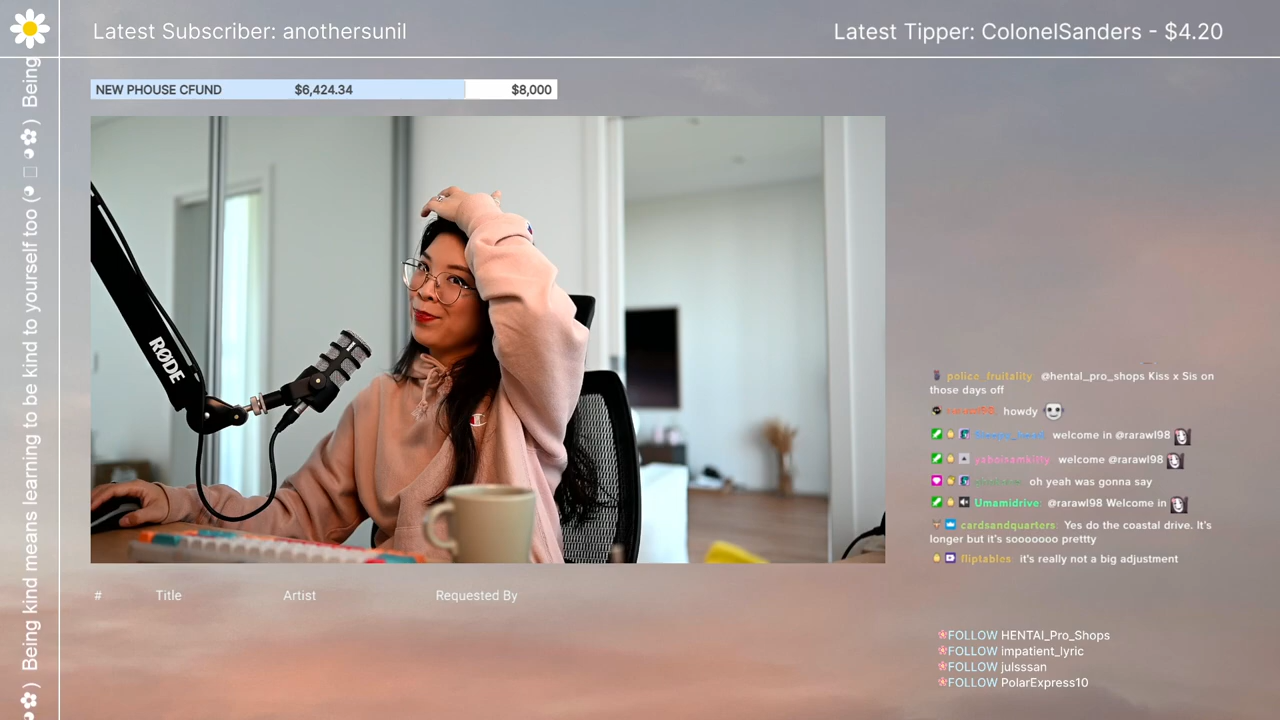 Latest Subscriber: anothersunil
Latest Tipper: ColonelSanders - $4.20
NEW PHOUSE CFUND $6,424.34 $8,000
Being kind means learning to be kind to yourself too
Being
RØDE
@hental_pro_shops Kiss x Sis on
those days off
howdy
welcome in @rarawl98
yaboisamkitty welcome @rarawl98
oh yeah was gonna say
Umamidrive: @rarawl98 Welcome in
cardsandquarters: Yes do the coastal drive. It's
longer but it's sooooooo prettty
fliptables: it's really not a big adjustment
# Title Artist Requested By
FOLLOW HENTAI_Pro_Shops
FOLLOW impatient_lyric
FOLLOW julsssan
FOLLOW PolarExpress10